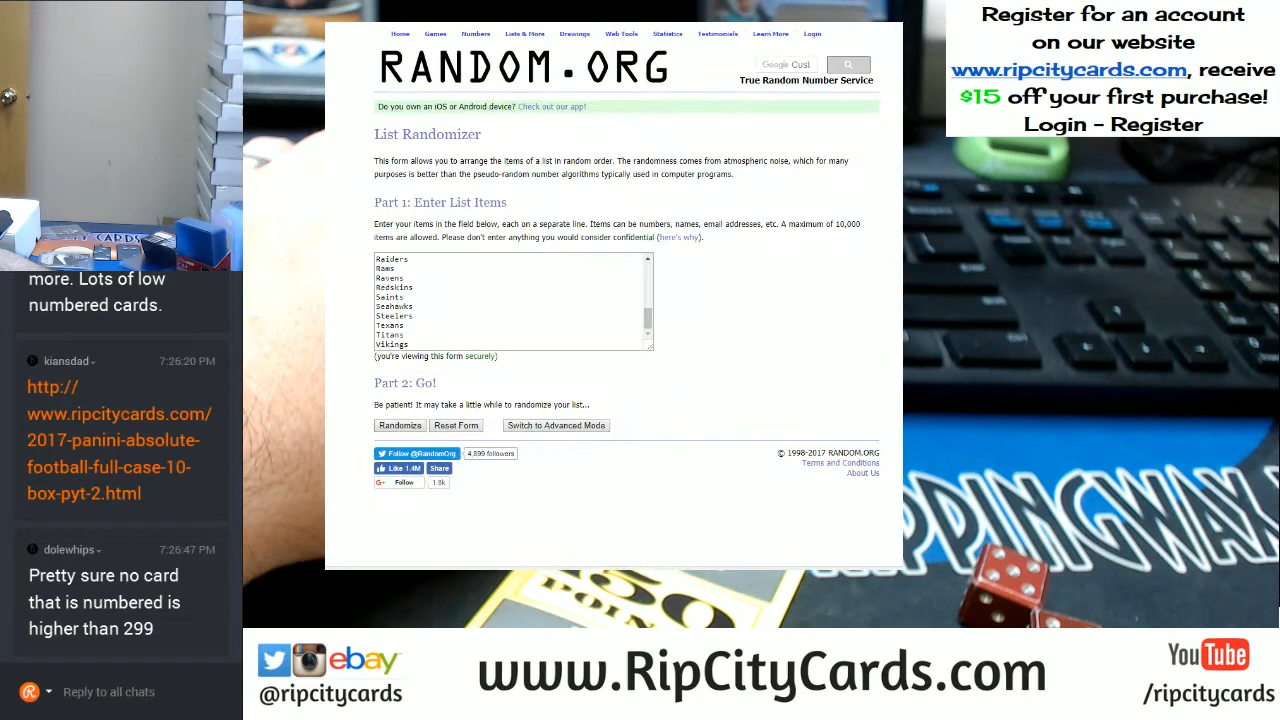 Home Games Numbers Lists & More Drawings Web Tools Statistics Testimonials Learn More Login
RANDOM.ORG
Google Cust
True Random Number Service
Do you own an iOS or Android device? Check out our app!
List Randomizer
This form allows you to arrange the items of a list in random order. The randomness comes from atmospheric noise, which for many
purposes is better than the pseudo-random number algorithms typically used in computer programs.
Part 1: Enter List Items
Enter your items in the field below, each on a separate line. Items can be numbers, names, email addresses, etc. A maximum of 10,000
items are allowed. Please don't enter anything you would consider confidential (here's why).
Raiders
Rams
Ravens
Redskins
Saints
Seahawks
Steelers
Texans
Titans
Vikings
(you're viewing this form securely)
Part 2: Go!
Be patient! It may take a little while to randomize your list...
Randomize Reset Form Switch to Advanced Mode
Follow @RandomOrg 4,899 followers
Like 1.4M Share
G+ Follow 1.8k
© 1998-2017 RANDOM.ORG
Terms and Conditions
About Us
Register for an account
on our website
www.ripcitycards.com, receive
$15 off your first purchase!
Login - Register
more. Lots of low
numbered cards.
kiansdad 7:26:20 PM
http://
www.ripcitycards.com/
2017-panini-absolute-
football-full-case-10-
box-pyt-2.html
dolewhips 7:26:47 PM
Pretty sure no card
that is numbered is
higher than 299
Reply to all chats
CARDS
PPINGWAX
50
POIN
ebay
@ripcitycards
www.RipCityCards.com
YouTube
/ripcitycards